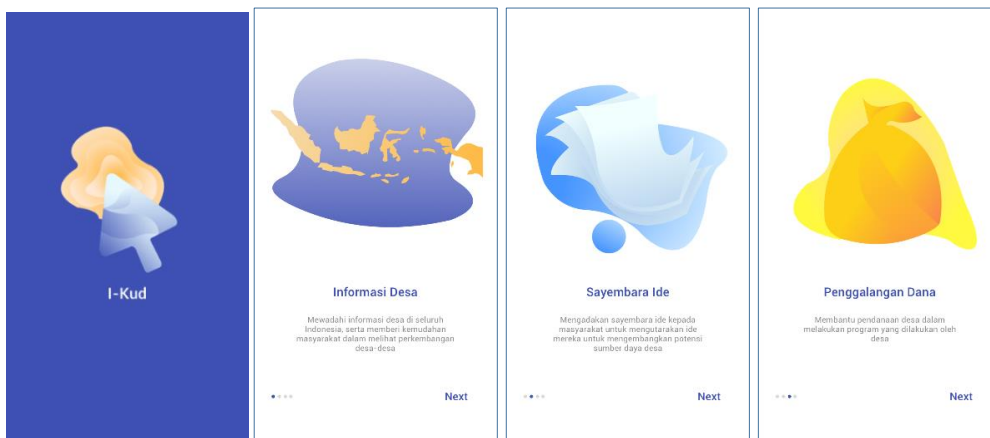 I-Kud
Informasi Desa
Mewadahi informasi desa di seluruh
Indonesia, serta memberi kemudahan
masyarakat dalam melihat perkembangan
desa-desa
Next
Sayembara Ide
Mengadakan sayembara ide kepada
masyarakat untuk mengutarakan ide
mereka untuk mengembangkan potensi
sumber daya desa
Next
Penggalangan Dana
Membantu pendanaan desa dalam
melakukan program yang dilakukan oleh
desa
Next